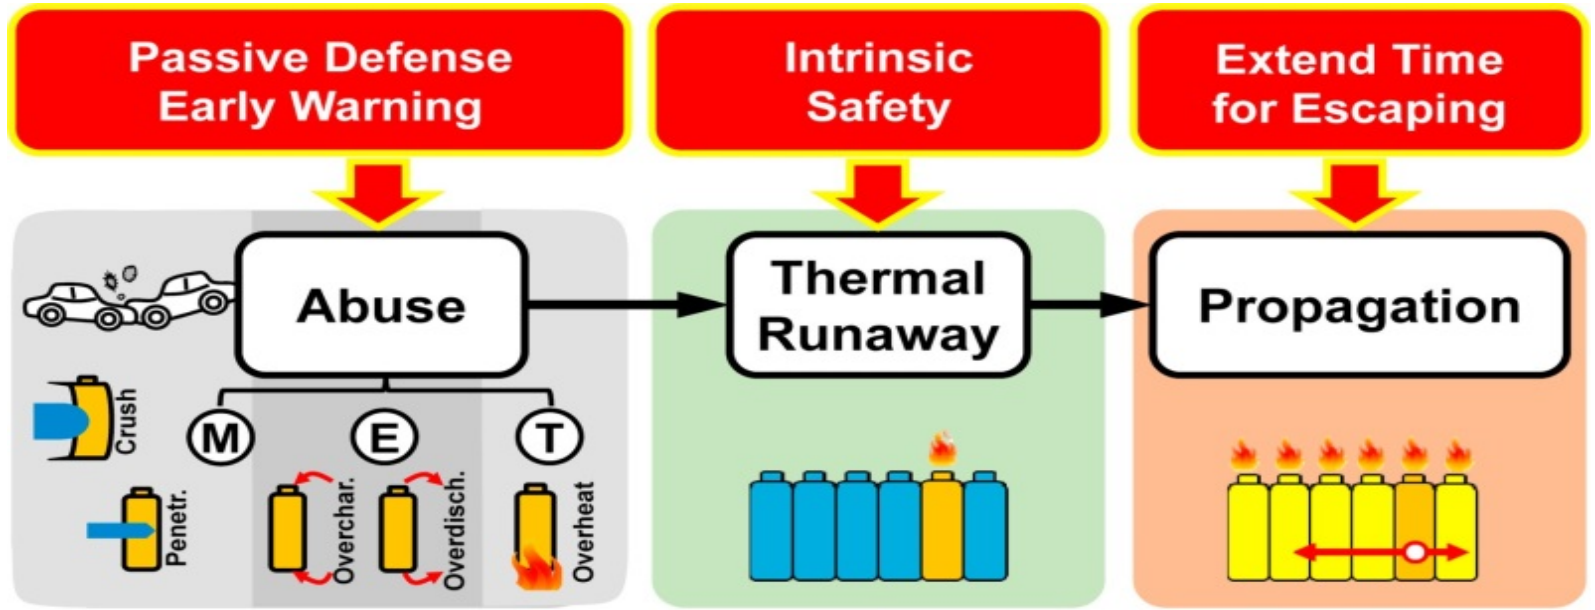 Passive Defense
Early Warning
Intrinsic
Safety
Extend Time
for Escaping
Abuse
Thermal
Runaway
Propagation
M
E
T
Crush
Penetr.
Overchar.
Overdisch.
Overheat